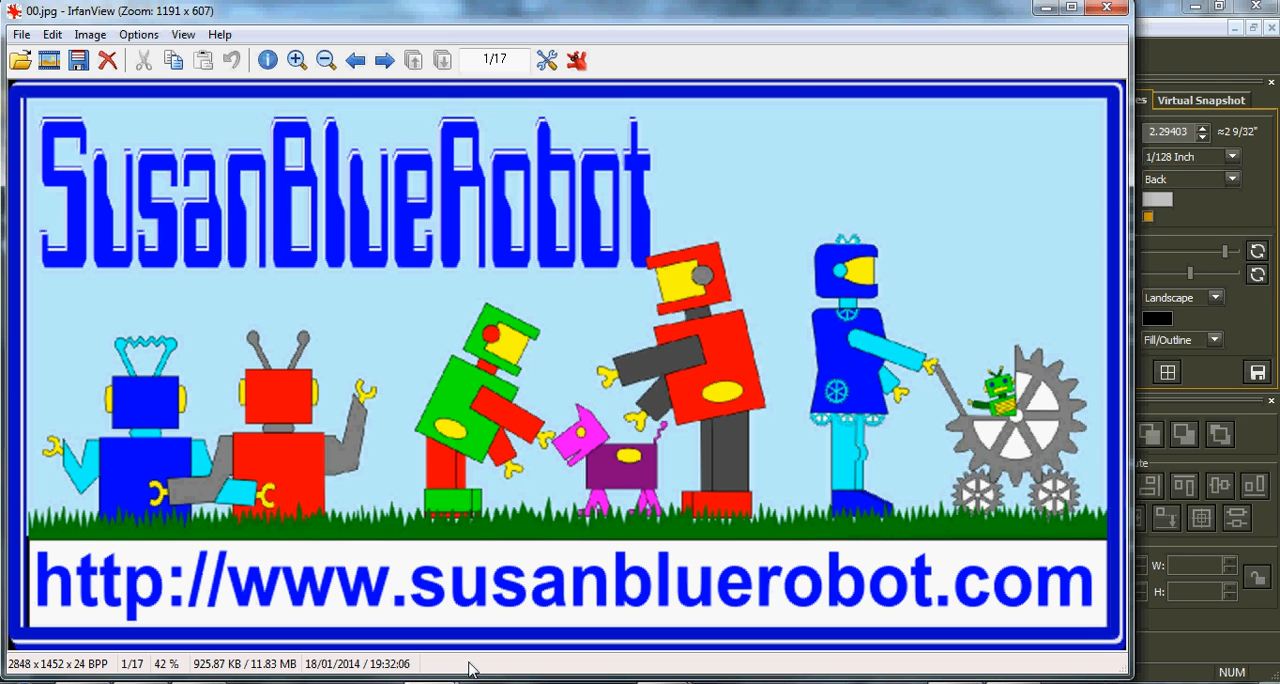 00.jpg - IrfanView (Zoom: 1191 x 607)
File Edit Image Options View Help
1/17
SusanBlueRobot
http://www.susanbluerobot.com
2848 x 1452 x 24 BPP 1/17 42 % 925.87 KB / 11.83 MB 18/01/2014 / 19:32:06
es Virtual Snapshot
2.29403 ≈2 9/32"
1/128 Inch
Back
Landscape
Fill/Outline
ute
W:
H:
NUM